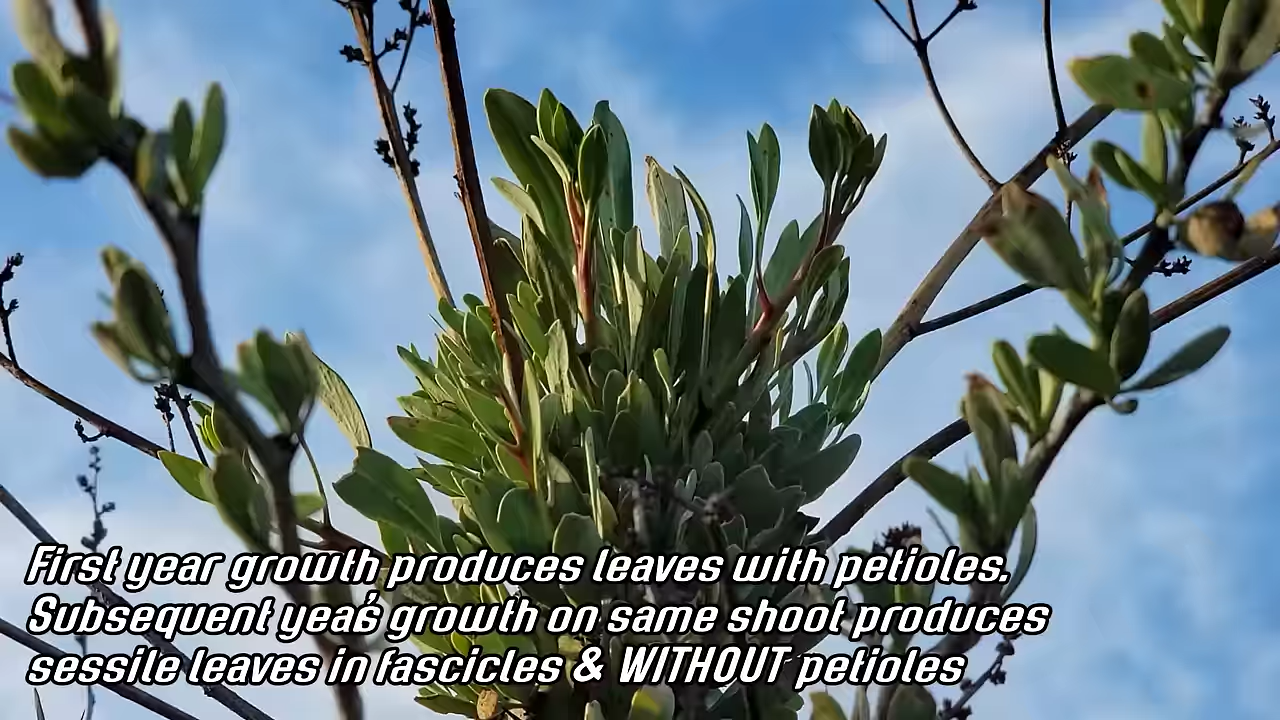 First year growth produces leaves with petioles.
Subsequent year's growth on same shoot produces
sessile leaves in fascicles & WITHOUT petioles